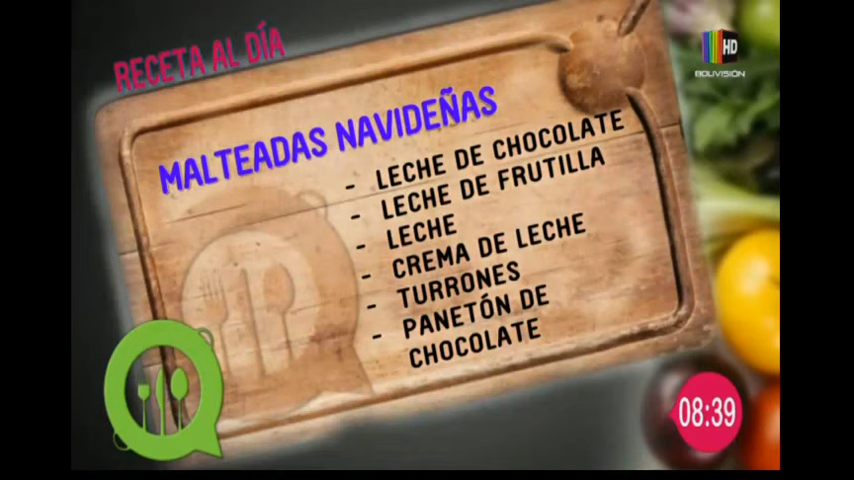 RECETA AL DÍA
HD
BOLIVISIÓN
MALTEADAS NAVIDEÑAS
- LECHE DE CHOCOLATE
- LECHE DE FRUTILLA
- LECHE
- CREMA DE LECHE
- TURRONES
- PANETÓN DE
CHOCOLATE
08:39